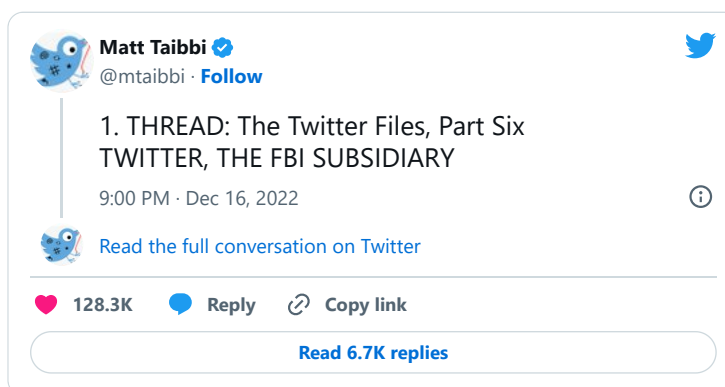 Matt Taibbi
@mtaibbi · Follow
1. THREAD: The Twitter Files, Part Six
TWITTER, THE FBI SUBSIDIARY
9:00 PM · Dec 16, 2022
Read the full conversation on Twitter
128.3K Reply Copy link
Read 6.7K replies